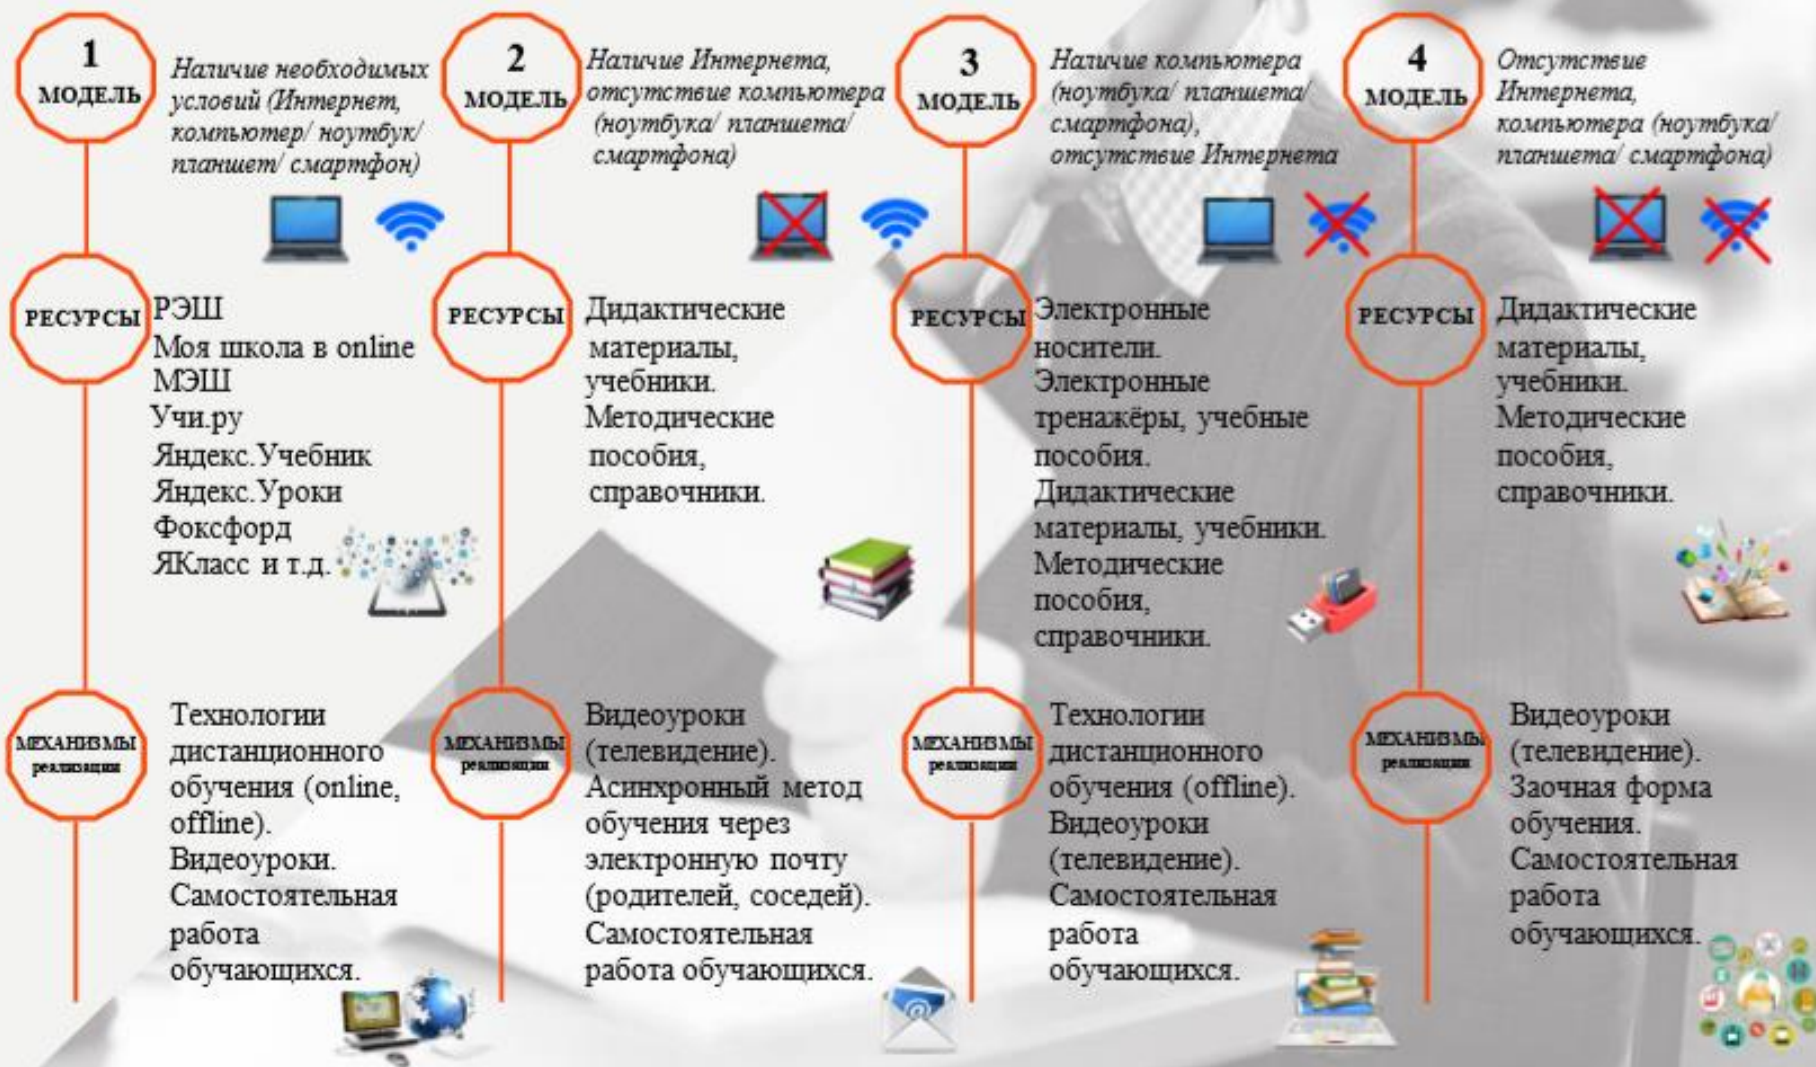 1
МОДЕЛЬ
Наличие необходимых
условий (Интернет,
компьютер/ ноутбук/
планшет/ смартфон)
РЕСУРСЫ
РЭШ
Моя школа в online
МЭШ
Учи.ру
Яндекс.Учебник
Яндекс.Уроки
Фоксфорд
ЯКласс и т.д.
МЕХАНИЗМЫ
реализации
Технологии
дистанционного
обучения (online,
offline).
Видеоуроки.
Самостоятельная
работа
обучающихся.
2
МОДЕЛЬ
Наличие Интернета,
отсутствие компьютера
(ноутбука/ планшета/
смартфона)
РЕСУРСЫ
Дидактические
материалы,
учебники.
Методические
пособия,
справочники.
МЕХАНИЗМЫ
реализации
Видеоуроки
(телевидение).
Асинхронный метод
обучения через
электронную почту
(родителей, соседей).
Самостоятельная
работа обучающихся.
3
МОДЕЛЬ
Наличие компьютера
(ноутбука/ планшета/
смартфона),
отсутствие Интернета
РЕСУРСЫ
Электронные
носители.
Электронные
тренажёры, учебные
пособия.
Дидактические
материалы, учебники.
Методические
пособия,
справочники.
МЕХАНИЗМЫ
реализации
Технологии
дистанционного
обучения (offline).
Видеоуроки
(телевидение).
Самостоятельная
работа
обучающихся.
4
МОДЕЛЬ
Отсутствие
Интернета,
компьютера (ноутбука/
планшета/ смартфона)
РЕСУРСЫ
Дидактические
материалы,
учебники.
Методические
пособия,
справочники.
МЕХАНИЗМЫ
реализации
Видеоуроки
(телевидение).
Заочная форма
обучения.
Самостоятельная
работа
обучающихся.